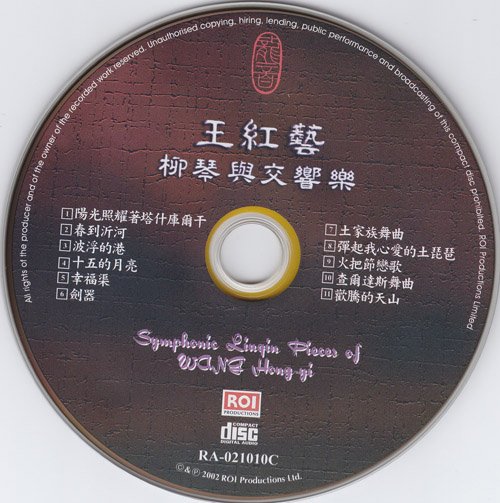 All rights of the producer and of the owner of the recorded work reserved. Unauthorised copying, hiring, lending, public performance and broadcasting of this compact disc prohibited. ROI Productions Limited
龍音
王紅藝
柳琴與交響樂
1 陽光照耀著塔什庫爾干
2 春到沂河
3 波浮的港
4 十五的月亮
5 幸福渠
6 劍器
7 土家族舞曲
8 彈起我心愛的土琵琶
9 火把節戀歌
10 查爾達斯舞曲
11 歡騰的天山
Symphonic Liuqin Pieces of
WANG Hong-yi
ROI
PRODUCTIONS
COMPACT
disc
DIGITAL AUDIO
RA-021010C
© & ℗ 2002 ROI Productions Ltd.